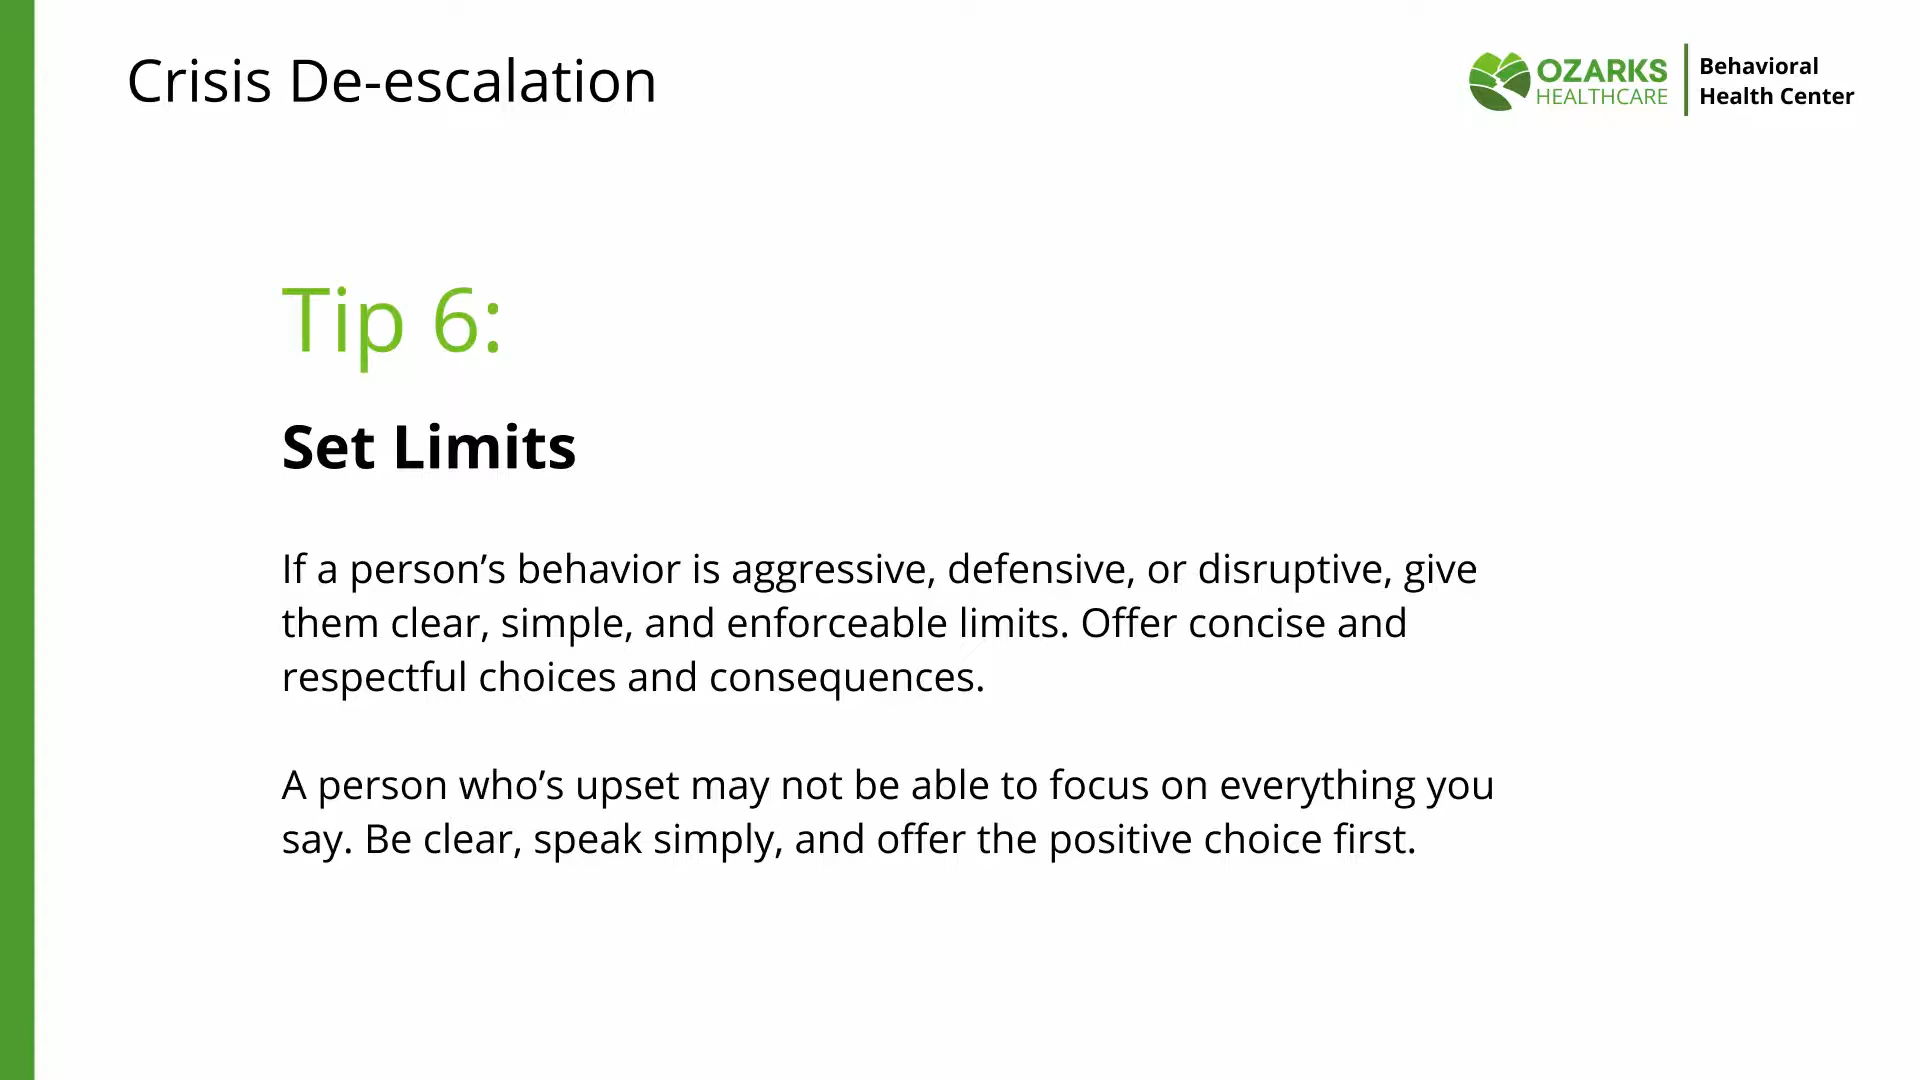 Crisis De-escalation
OZARKS
HEALTHCARE
Behavioral
Health Center
Tip 6:
Set Limits
If a person’s behavior is aggressive, defensive, or disruptive, give
them clear, simple, and enforceable limits. Offer concise and
respectful choices and consequences.
A person who’s upset may not be able to focus on everything you
say. Be clear, speak simply, and offer the positive choice first.